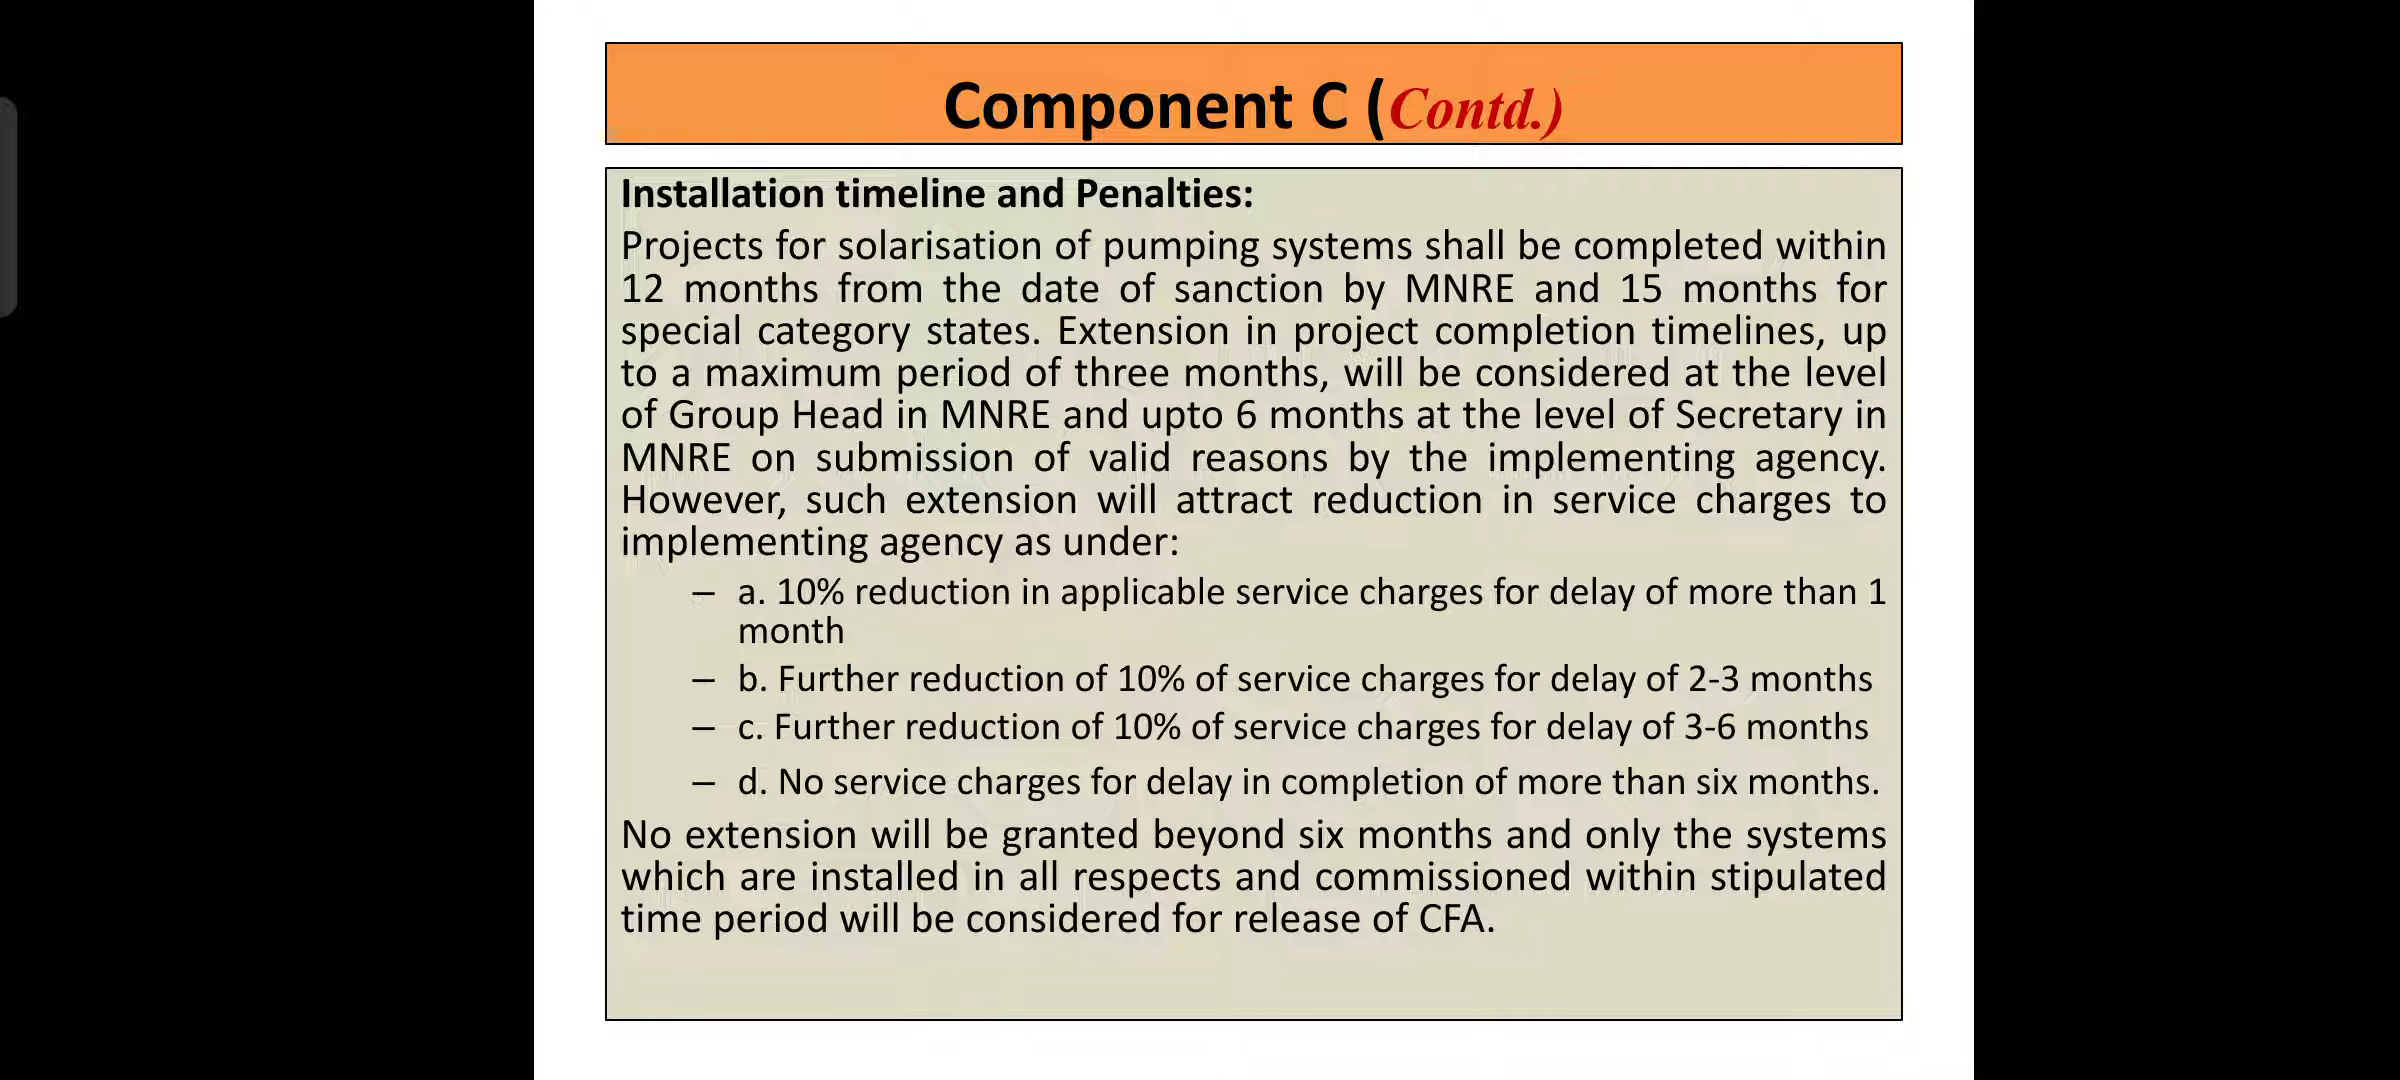 Component C (Contd.)
Installation timeline and Penalties:
Projects for solarisation of pumping systems shall be completed within
12 months from the date of sanction by MNRE and 15 months for
special category states. Extension in project completion timelines, up
to a maximum period of three months, will be considered at the level
of Group Head in MNRE and upto 6 months at the level of Secretary in
MNRE on submission of valid reasons by the implementing agency.
However, such extension will attract reduction in service charges to
implementing agency as under:
– a. 10% reduction in applicable service charges for delay of more than 1
month
– b. Further reduction of 10% of service charges for delay of 2-3 months
– c. Further reduction of 10% of service charges for delay of 3-6 months
– d. No service charges for delay in completion of more than six months.
No extension will be granted beyond six months and only the systems
which are installed in all respects and commissioned within stipulated
time period will be considered for release of CFA.